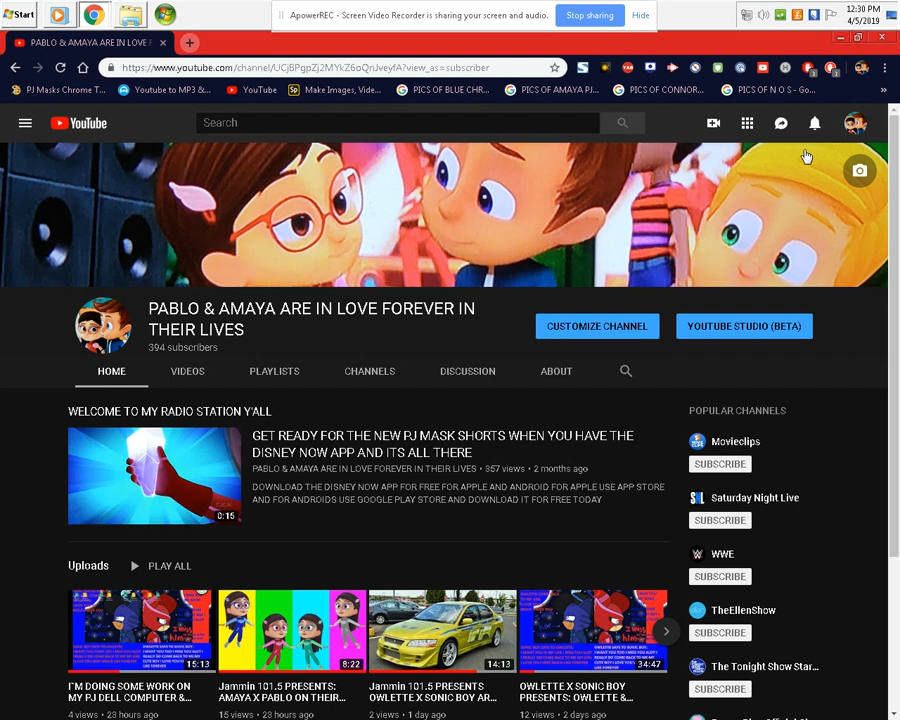 Start
ApowerREC - Screen Video Recorder is sharing your screen and audio.
Stop sharing
Hide
12:30 PM
4/5/2019
PABLO & AMAYA ARE IN LOVE F
https://www.youtube.com/channel/UCjBPgpZj2MYkZ6oQnJveyfA?view_as=subscriber
PJ Masks Chrome T...
Youtube to MP3 &...
YouTube
Make Images, Vide...
PICS OF BLUE CHR...
PICS OF AMAYA PJ...
PICS OF CONNOR...
PICS OF N O S - Go...
YouTube
Search
PABLO & AMAYA ARE IN LOVE FOREVER IN
THEIR LIVES
394 subscribers
CUSTOMIZE CHANNEL
YOUTUBE STUDIO (BETA)
HOME
VIDEOS
PLAYLISTS
CHANNELS
DISCUSSION
ABOUT
WELCOME TO MY RADIO STATION Y'ALL
GET READY FOR THE NEW PJ MASK SHORTS WHEN YOU HAVE THE
DISNEY NOW APP AND ITS ALL THERE
PABLO & AMAYA ARE IN LOVE FOREVER IN THEIR LIVES • 357 views • 2 months ago
DOWNLOAD THE DISNEY NOW APP FOR FREE FOR APPLE AND ANDROID FOR APPLE USE APP STORE
AND FOR ANDROIDS USE GOOGLE PLAY STORE AND DOWNLOAD IT FOR FREE TODAY
0:15
POPULAR CHANNELS
Movieclips
SUBSCRIBE
Saturday Night Live
SUBSCRIBE
WWE
SUBSCRIBE
TheEllenShow
SUBSCRIBE
The Tonight Show Star...
SUBSCRIBE
Uploads
PLAY ALL
15:13
8:22
14:13
34:47
I'M DOING SOME WORK ON
MY PJ DELL COMPUTER &...
4 views • 23 hours ago
Jammin 101.5 PRESENTS:
AMAYA X PABLO ON THEIR...
15 views • 23 hours ago
Jammin 101.5 PRESENTS
OWLETTE X SONIC BOY AR...
2 views • 1 day ago
OWLETTE X SONIC BOY
PRESENTS: OWLETTE &...
12 views • 2 days ago